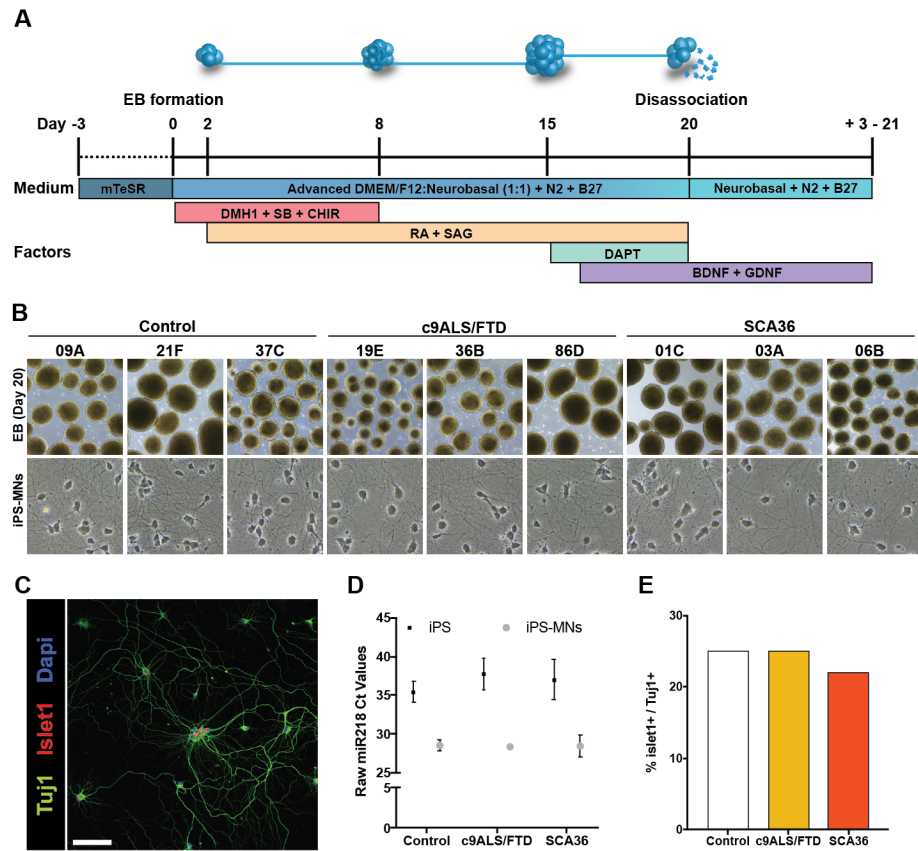 A
EB formation
Disassociation
Day -3 0 2 8 15 20 + 3 - 21
Medium mTeSR Advanced DMEM/F12:Neurobasal (1:1) + N2 + B27 Neurobasal + N2 + B27
DMH1 + SB + CHIR
RA + SAG
Factors DAPT
BDNF + GDNF
B
Control c9ALS/FTD SCA36
09A 21F 37C 19E 36B 86D 01C 03A 06B
EB (Day 20)
iPS-MNs
C
Tuj1 Islet1 Dapi
D
Raw miR218 Ct Values
45
40
35
30
25
5
0
iPS iPS-MNs
Control c9ALS/FTD SCA36
E
% islet1+ / Tuj1+
30
20
10
0
Control c9ALS/FTD SCA36